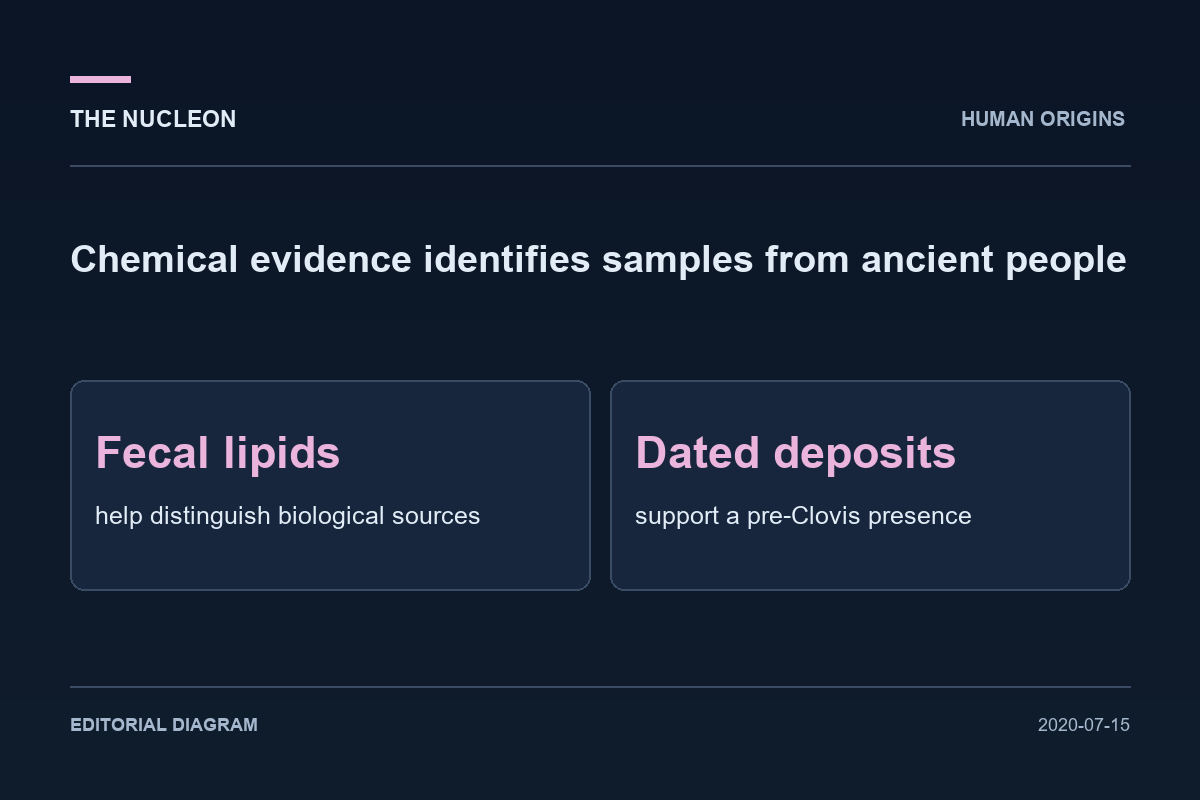 THE NUCLEON
HUMAN ORIGINS
Chemical evidence identifies samples from ancient people
Fecal lipids
help distinguish biological sources
Dated deposits
support a pre-Clovis presence
EDITORIAL DIAGRAM
2020-07-15